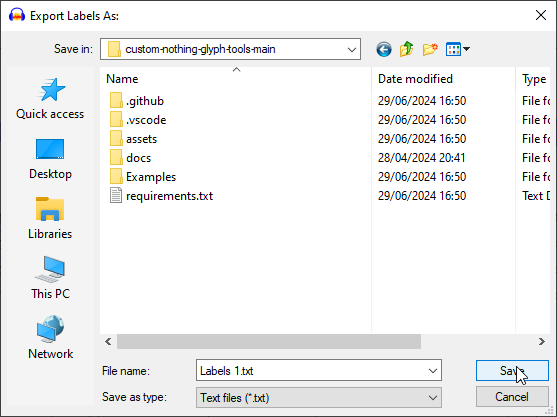 Export Labels As:
Save in: custom-nothing-glyph-tools-main
Name Date modified Type
.github 29/06/2024 16:50 File fo
.vscode 29/06/2024 16:50 File fo
assets 29/06/2024 16:50 File fo
docs 28/04/2024 20:41 File fo
Examples 29/06/2024 16:50 File fo
requirements.txt 29/06/2024 16:50 Text D
Quick access
Desktop
Libraries
This PC
Network
File name: Labels 1.txt Save
Save as type: Text files (*.txt) Cancel